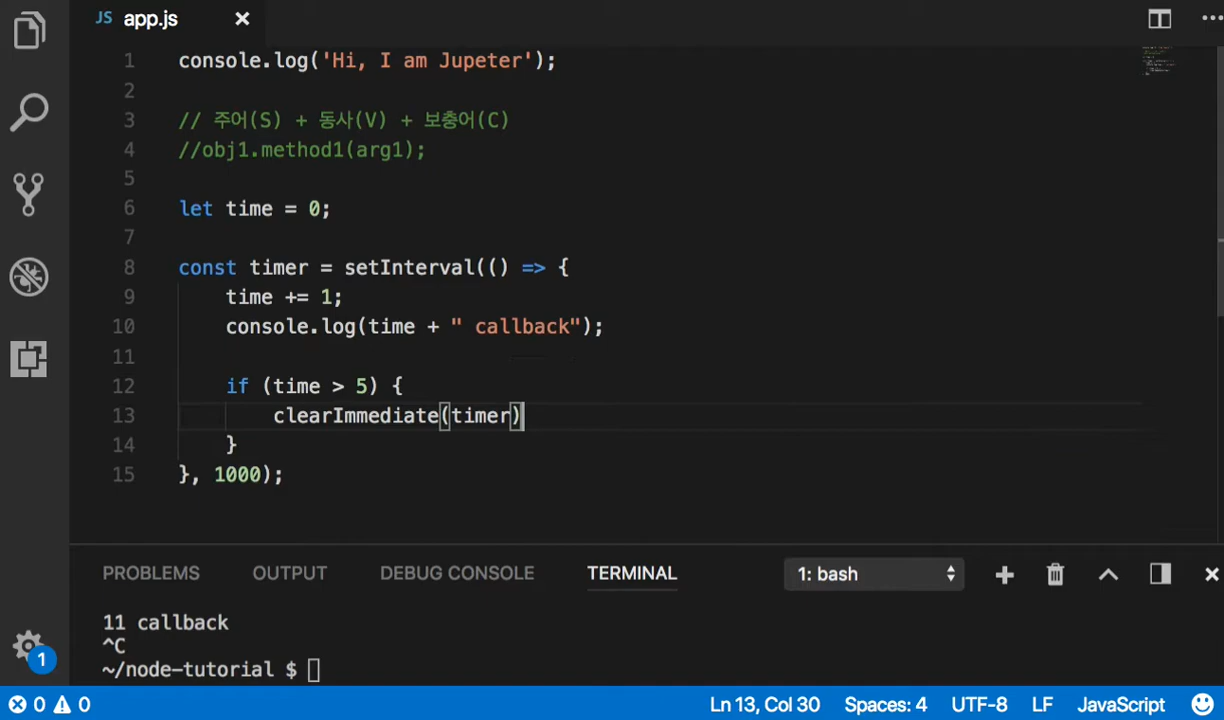 JS app.js ×
1 console.log('Hi, I am Jupeter');
2
3 // 주어(S) + 동사(V) + 보충어(C)
4 //obj1.method1(arg1);
5
6 let time = 0;
7
8 const timer = setInterval(() => {
9 time += 1;
10 console.log(time + " callback");
11
12 if (time > 5) {
13 clearImmediate(timer)
14 }
15 }, 1000);
PROBLEMS OUTPUT DEBUG CONSOLE TERMINAL 1: bash
11 callback
^C
~/node-tutorial $
1
0 0 Ln 13, Col 30 Spaces: 4 UTF-8 LF JavaScript